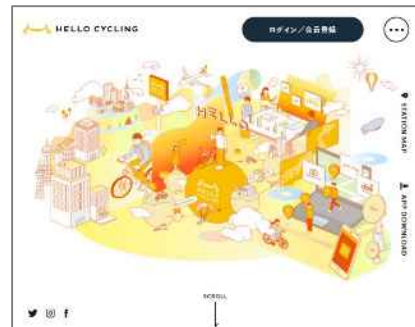 HELLO CYCLING
ログイン／会員登録
HELLO
STATION MAP
APP DOWNLOAD
SCROLL